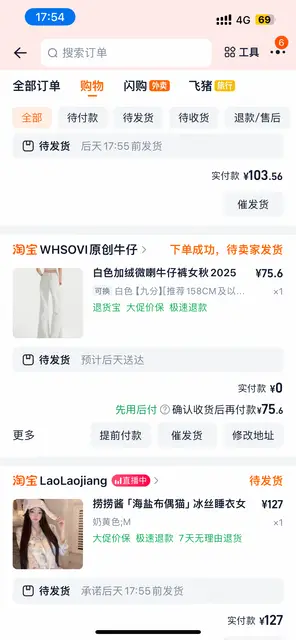 17:54
4G 69
搜索订单
工具
6
全部订单 购物 闪购 外卖 飞猪 旅行
全部 待付款 待发货 待收货 退款/售后
待发货 后天17:55前发货
实付款 ¥103.56
催发货
淘宝 WHSOVI原创牛仔 下单成功，待卖家发货
白色加绒微喇牛仔裤女秋2025 ¥75.6
可换 白色【九分】[推荐158CM及以... ×1
退货宝 大促价保 极速退款
待发货 预计后天送达
实付款 ¥0
先用后付 确认收货后再付款¥75.6
更多 提前付款 催发货 修改地址
淘宝 LaoLaojiang 直播中 待发货
捞捞酱「海盐布偶猫」冰丝睡衣女 ¥127
奶黄色;M ×1
大促价保 极速退款 7天无理由退货
待发货 承诺后天17:55前发货
实付款 ¥127